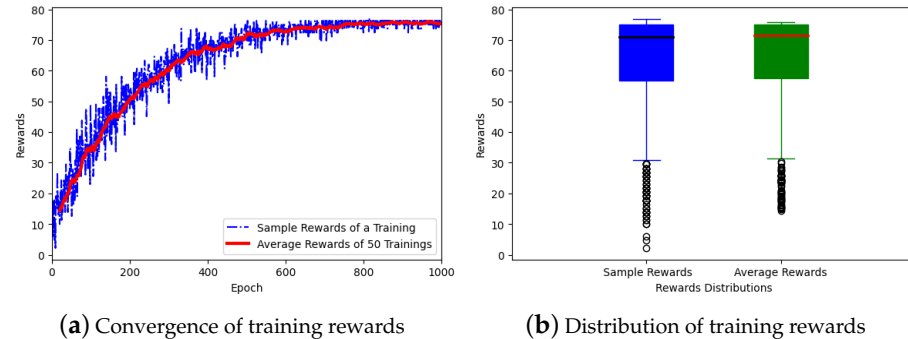 80
70
60
50
40
30
20
10
0
Rewards
0 200 400 600 800 1000
Epoch
Sample Rewards of a Training
Average Rewards of 50 Trainings
(a) Convergence of training rewards
80
70
60
50
40
30
20
10
0
Rewards
Sample Rewards Average Rewards
Rewards Distributions
(b) Distribution of training rewards